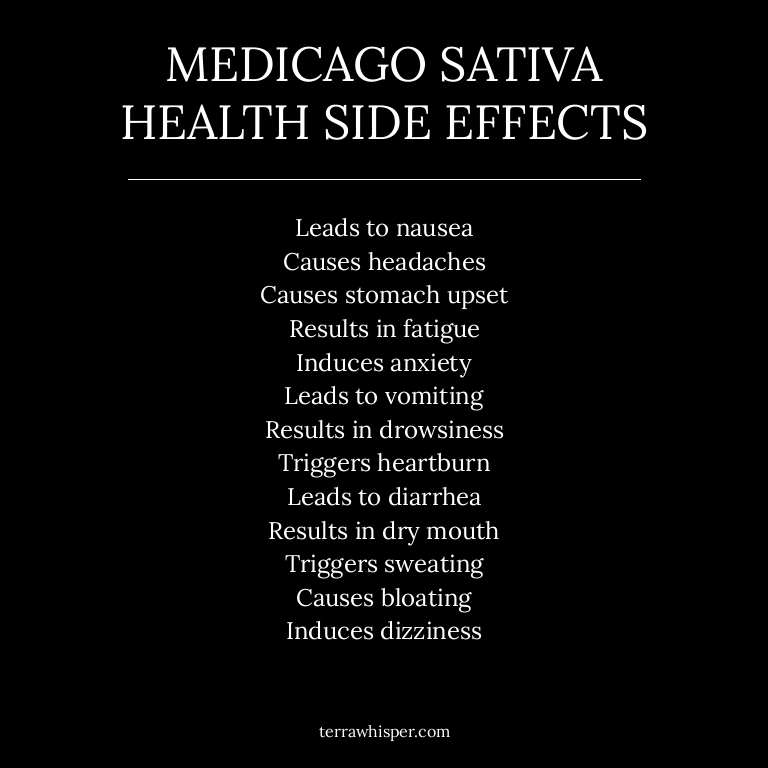 MEDICAGO SATIVA
HEALTH SIDE EFFECTS
Leads to nausea
Causes headaches
Causes stomach upset
Results in fatigue
Induces anxiety
Leads to vomiting
Results in drowsiness
Triggers heartburn
Leads to diarrhea
Results in dry mouth
Triggers sweating
Causes bloating
Induces dizziness
terrawhisper.com